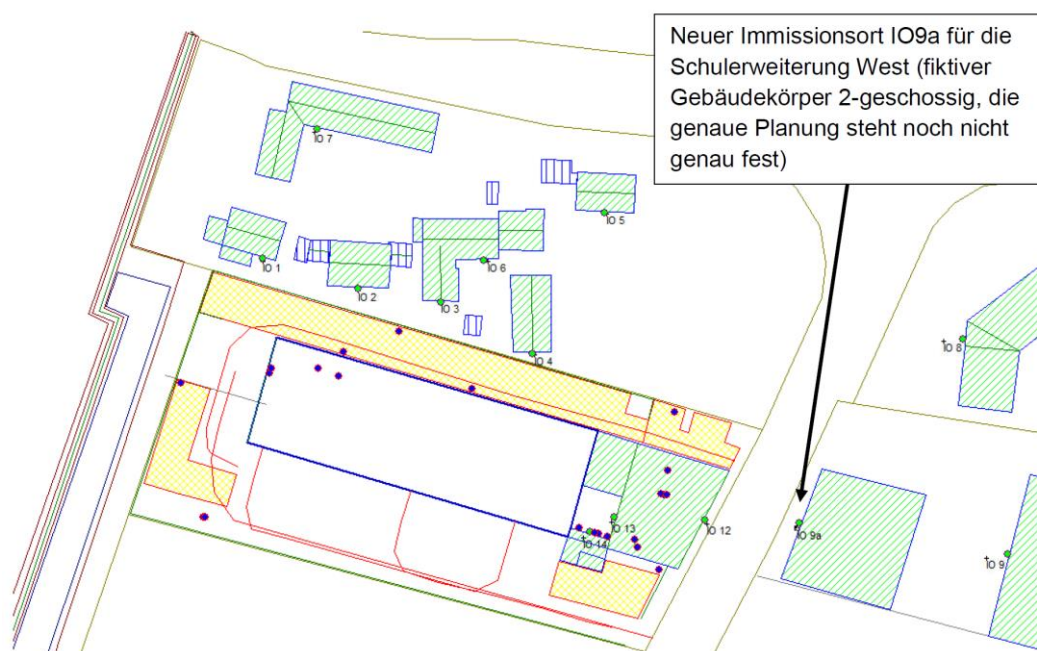 Neuer Immissionsort IO9a für die
Schulerweiterung West (fiktiver
Gebäudekörper 2-geschossig, die
genaue Planung steht noch nicht
genau fest)
IO 7
IO 5
IO 1
IO 6
IO 2
IO 3
IO 8
IO 4
IO 13
IO 12
IO 9a
IO 14
IO 9